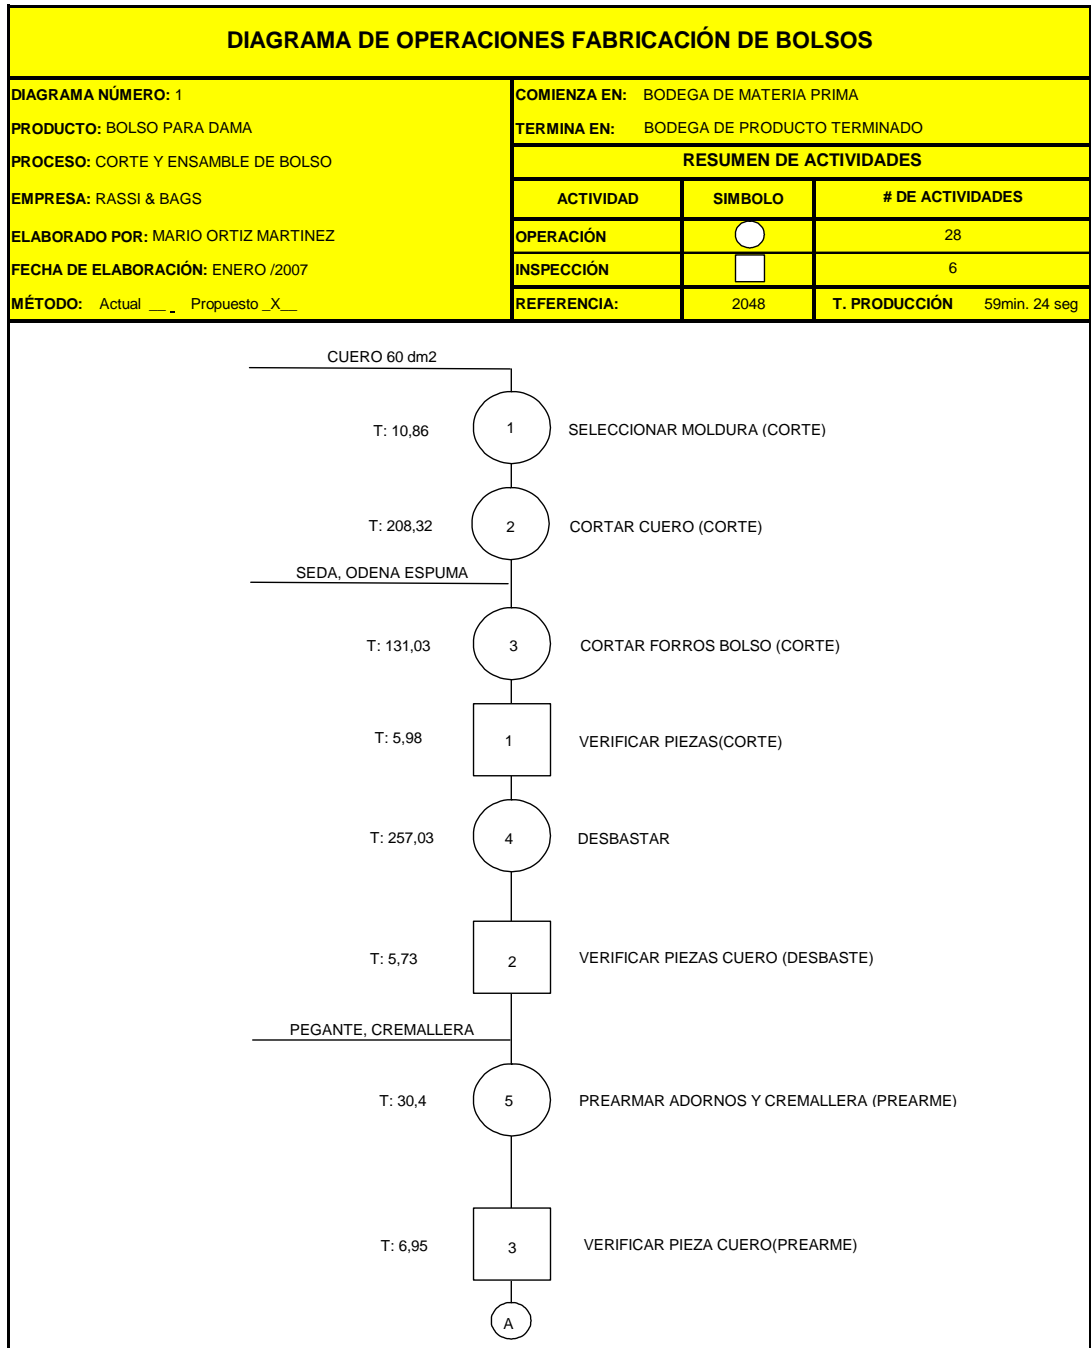 DIAGRAMA DE OPERACIONES FABRICACIÓN DE BOLSOS
DIAGRAMA NÚMERO: 1
PRODUCTO: BOLSO PARA DAMA
PROCESO: CORTE Y ENSAMBLE DE BOLSO
EMPRESA: RASSI & BAGS
ELABORADO POR: MARIO ORTIZ MARTINEZ
FECHA DE ELABORACIÓN: ENERO /2007
MÉTODO: Actual __ _ Propuesto _X__
COMIENZA EN: BODEGA DE MATERIA PRIMA
TERMINA EN: BODEGA DE PRODUCTO TERMINADO
RESUMEN DE ACTIVIDADES
ACTIVIDAD SIMBOLO # DE ACTIVIDADES
OPERACIÓN 28
INSPECCIÓN 6
REFERENCIA: 2048 T. PRODUCCIÓN 59min. 24 seg
CUERO 60 dm2
T: 10,86 1 SELECCIONAR MOLDURA (CORTE)
T: 208,32 2 CORTAR CUERO (CORTE)
SEDA, ODENA ESPUMA
T: 131,03 3 CORTAR FORROS BOLSO (CORTE)
T: 5,98 1 VERIFICAR PIEZAS(CORTE)
T: 257,03 4 DESBASTAR
T: 5,73 2 VERIFICAR PIEZAS CUERO (DESBASTE)
PEGANTE, CREMALLERA
T: 30,4 5 PREARMAR ADORNOS Y CREMALLERA (PREARME)
T: 6,95 3 VERIFICAR PIEZA CUERO(PREARME)
A